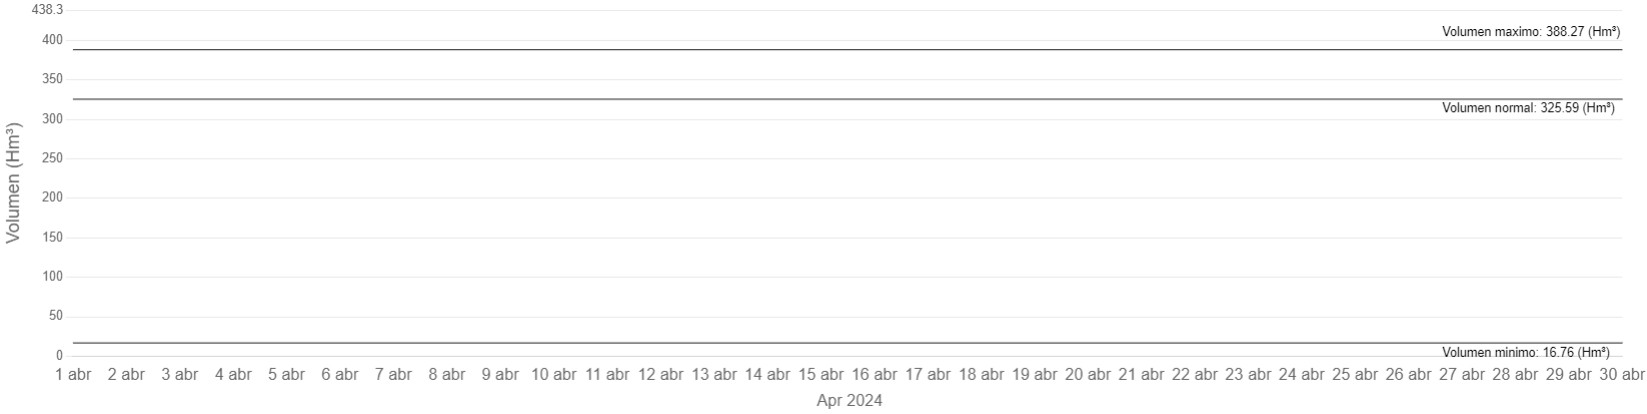 438.3
Volumen maximo: 388.27 (Hm³)
400
350
Volumen normal: 325.59 (Hm³)
300
250
200
150
100
50
Volumen minimo: 16.76 (Hm³)
0
Volumen (Hm³)
1 abr 2 abr 3 abr 4 abr 5 abr 6 abr 7 abr 8 abr 9 abr 10 abr 11 abr 12 abr 13 abr 14 abr 15 abr 16 abr 17 abr 18 abr 19 abr 20 abr 21 abr 22 abr 23 abr 24 abr 25 abr 26 abr 27 abr 28 abr 29 abr 30 abr
Apr 2024